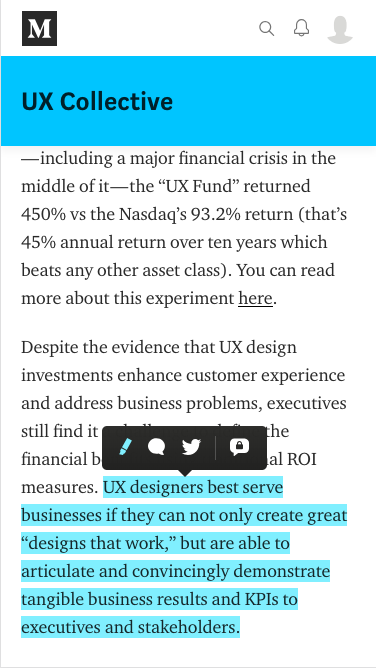 M
UX Collective
—including a major financial crisis in the
middle of it—the “UX Fund” returned
450% vs the Nasdaq’s 93.2% return (that’s
45% annual return over ten years which
beats any other asset class). You can read
more about this experiment here.
Despite the evidence that UX design
investments enhance customer experience
and address business problems, executives
still find it the
financial ROI
measures. UX designers best serve
businesses if they can not only create great
“designs that work,” but are able to
articulate and convincingly demonstrate
tangible business results and KPIs to
executives and stakeholders.